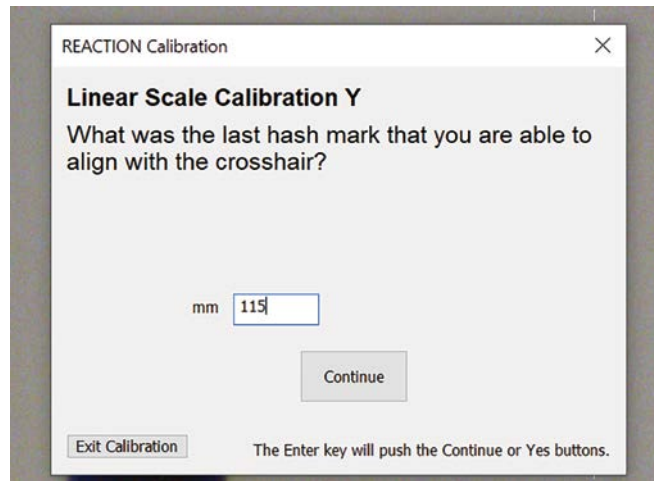 REACTION Calibration
Linear Scale Calibration Y
What was the last hash mark that you are able to
align with the crosshair?
mm 115
Continue
Exit Calibration The Enter key will push the Continue or Yes buttons.